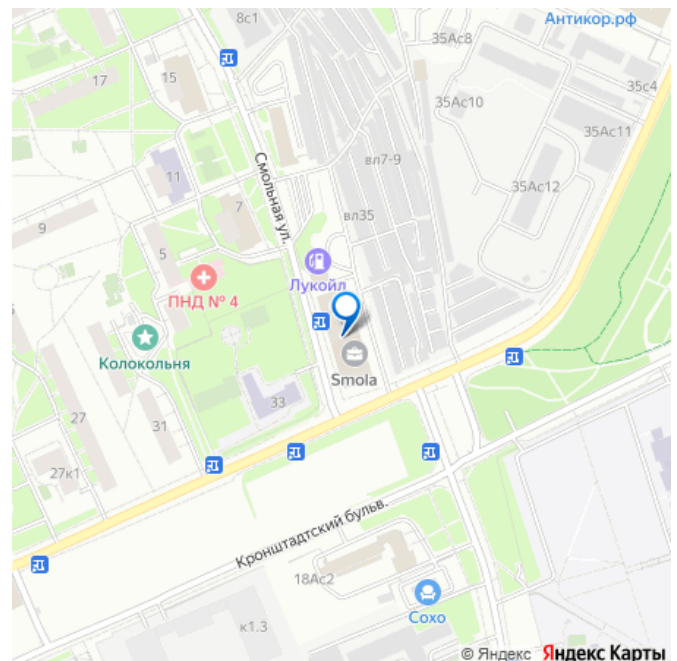 8с1
Антикор.рф
35Ас8
17
15
35с4
35Ас10
35Ас11
вл7-9
11
Смольная ул.
35Ас12
7
вл35
9
5
Лукойл
ПНД № 4
Колокольня
Smola
33
27
31
27к1
Кронштадтский бульв.
18Ас2
Сохо
к1.3
© Яндекс Яндекс Карты